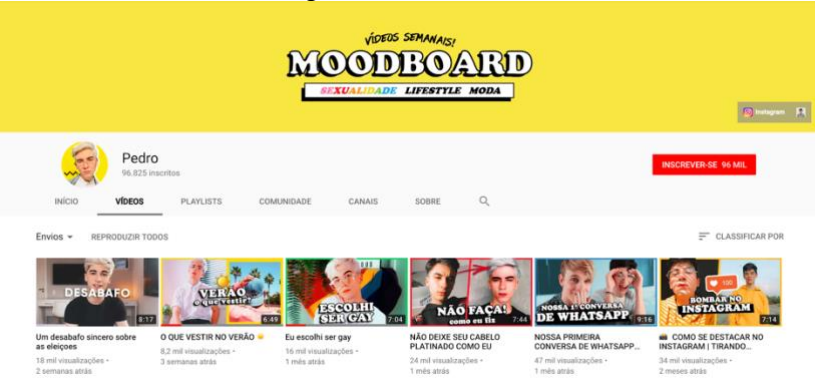 VÍDEOS SEMANAIS!
MOODBOARD
SEXUALIDADE LIFESTYLE MODA
Instagram
Pedro
96.825 inscritos
INSCREVER-SE 96 MIL
INÍCIO VÍDEOS PLAYLISTS COMUNIDADE CANAIS SOBRE
Envios REPRODUZIR TODOS CLASSIFICAR POR
DESABAFO
8:17
VERÃO
o que vestir?
6:49
ESCOLHI
SER GAY
7:04
NÃO FAÇA!
como eu fiz
7:44
NOSSA 1ª CONVERSA
DE WHATSAPP
9:16
100
BOMBAR NO
INSTAGRAM
7:14
Um desabafo sincero sobre
as eleiçoes
18 mil visualizações •
2 semanas atrás
O QUE VESTIR NO VERÃO
8,2 mil visualizações •
3 semanas atrás
Eu escolhi ser gay
16 mil visualizações •
1 mês atrás
NÃO DEIXE SEU CABELO
PLATINADO COMO EU
24 mil visualizações •
1 mês atrás
NOSSA PRIMEIRA
CONVERSA DE WHATSAPP...
47 mil visualizações •
1 mês atrás
COMO SE DESTACAR NO
INSTAGRAM | TIRANDO...
34 mil visualizações •
2 meses atrás